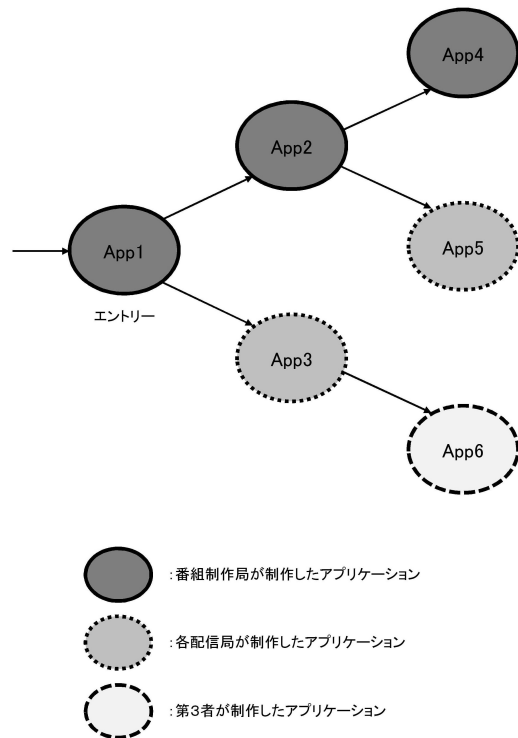 App4
App2
App1
App5
エントリー
App3
App6
:番組制作局が制作したアプリケーション
:各配信局が制作したアプリケーション
:第3者が制作したアプリケーション